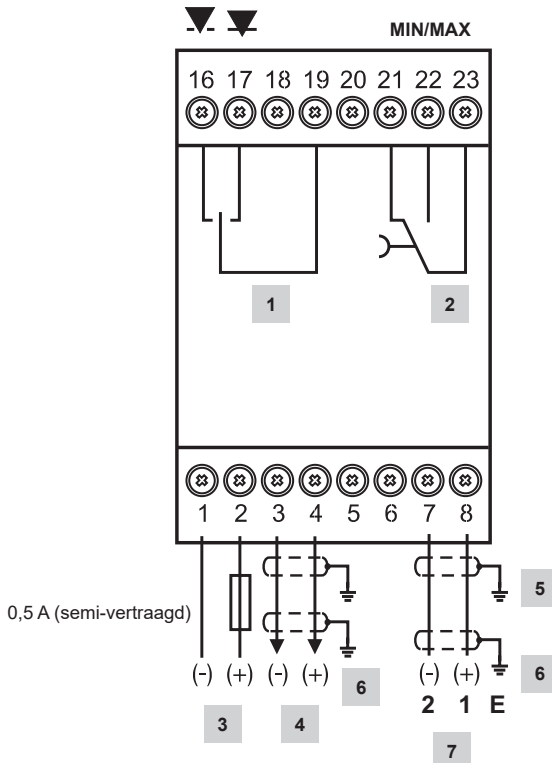 MIN/MAX
16 17 18 19 20 21 22 23
1 2
1 2 3 4 5 6 7 8
5
0,5 A (semi-vertraagd)
(-) (+) (-) (+) 6 (-) (+) 6
2 1 E
3 4
7